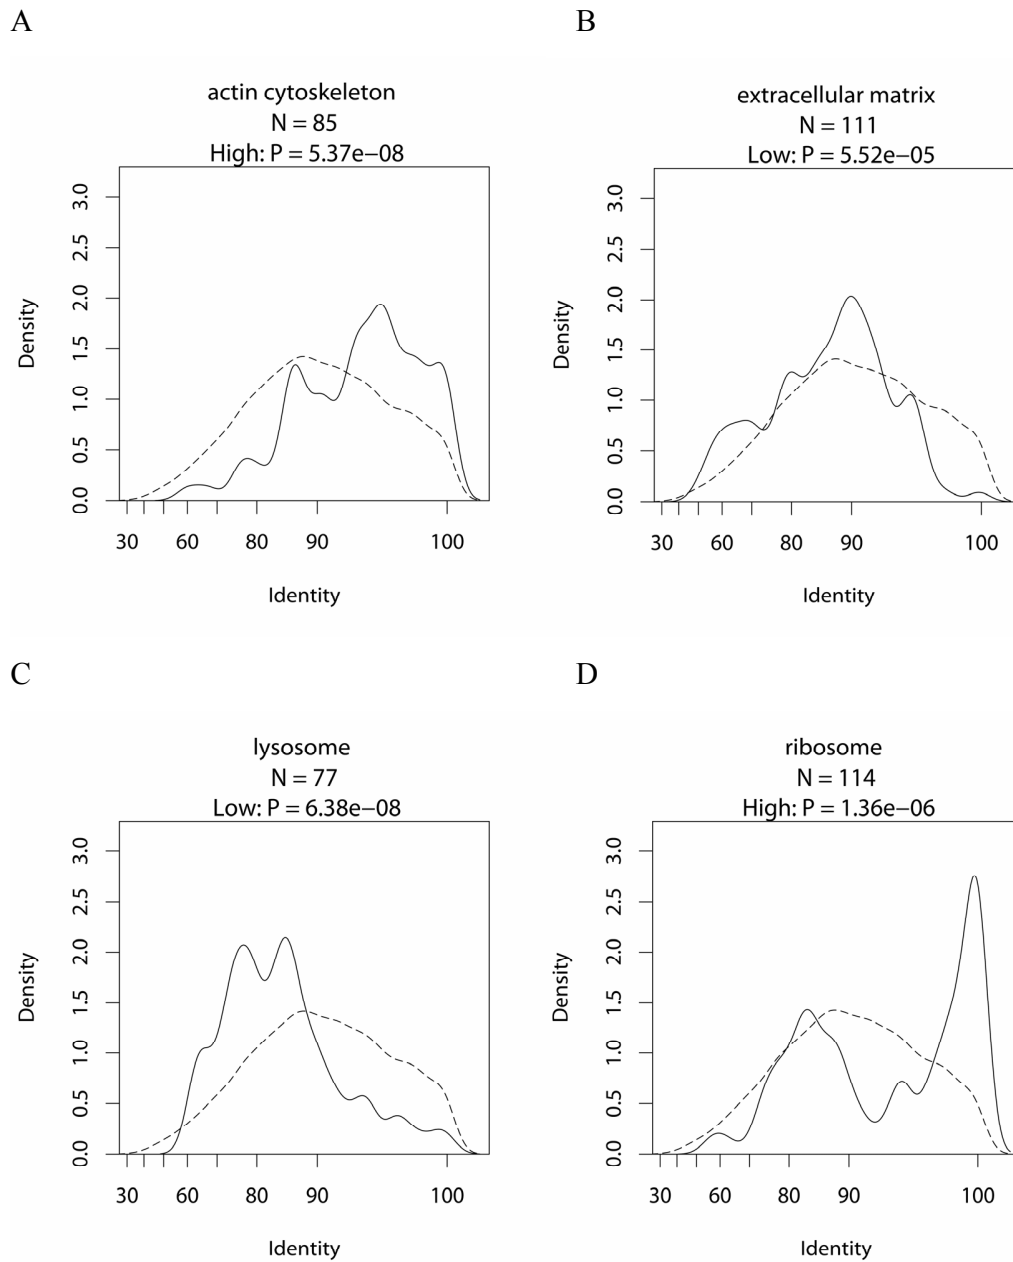 A
actin cytoskeleton
N = 85
High: P = 5.37e−08
Density
0.0 0.5 1.0 1.5 2.0 2.5 3.0
30 60 80 90 100
Identity
B
extracellular matrix
N = 111
Low: P = 5.52e−05
Density
0.0 0.5 1.0 1.5 2.0 2.5 3.0
30 60 80 90 100
Identity
C
lysosome
N = 77
Low: P = 6.38e−08
Density
0.0 0.5 1.0 1.5 2.0 2.5 3.0
30 60 80 90 100
Identity
D
ribosome
N = 114
High: P = 1.36e−06
Density
0.0 0.5 1.0 1.5 2.0 2.5 3.0
30 60 80 90 100
Identity